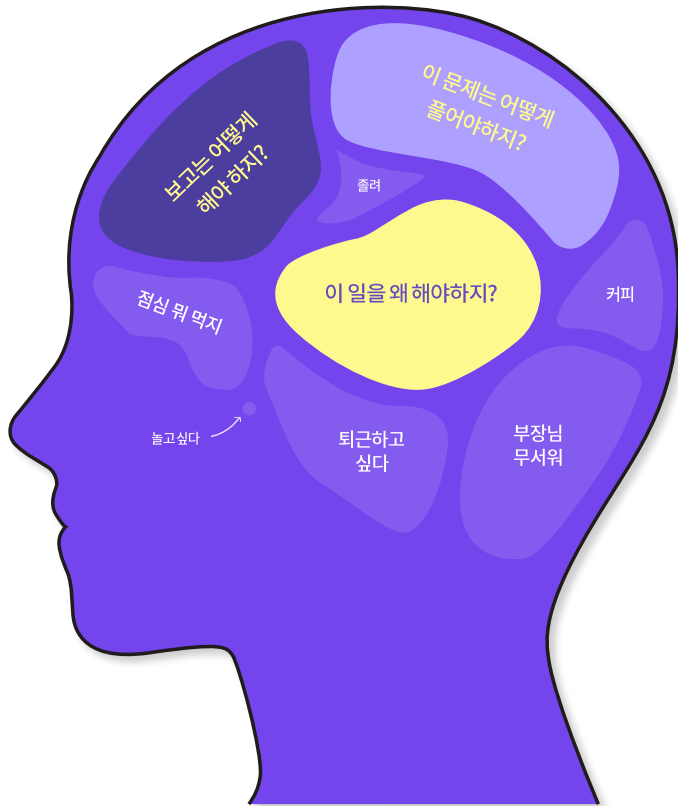 이 문제는 어떻게
풀어야하지?
보고는 어떻게
해야 하지?
졸려
이 일을 왜 해야하지?
커피
점심 뭐 먹지
놀고싶다
퇴근하고
싶다
부장님
무서워